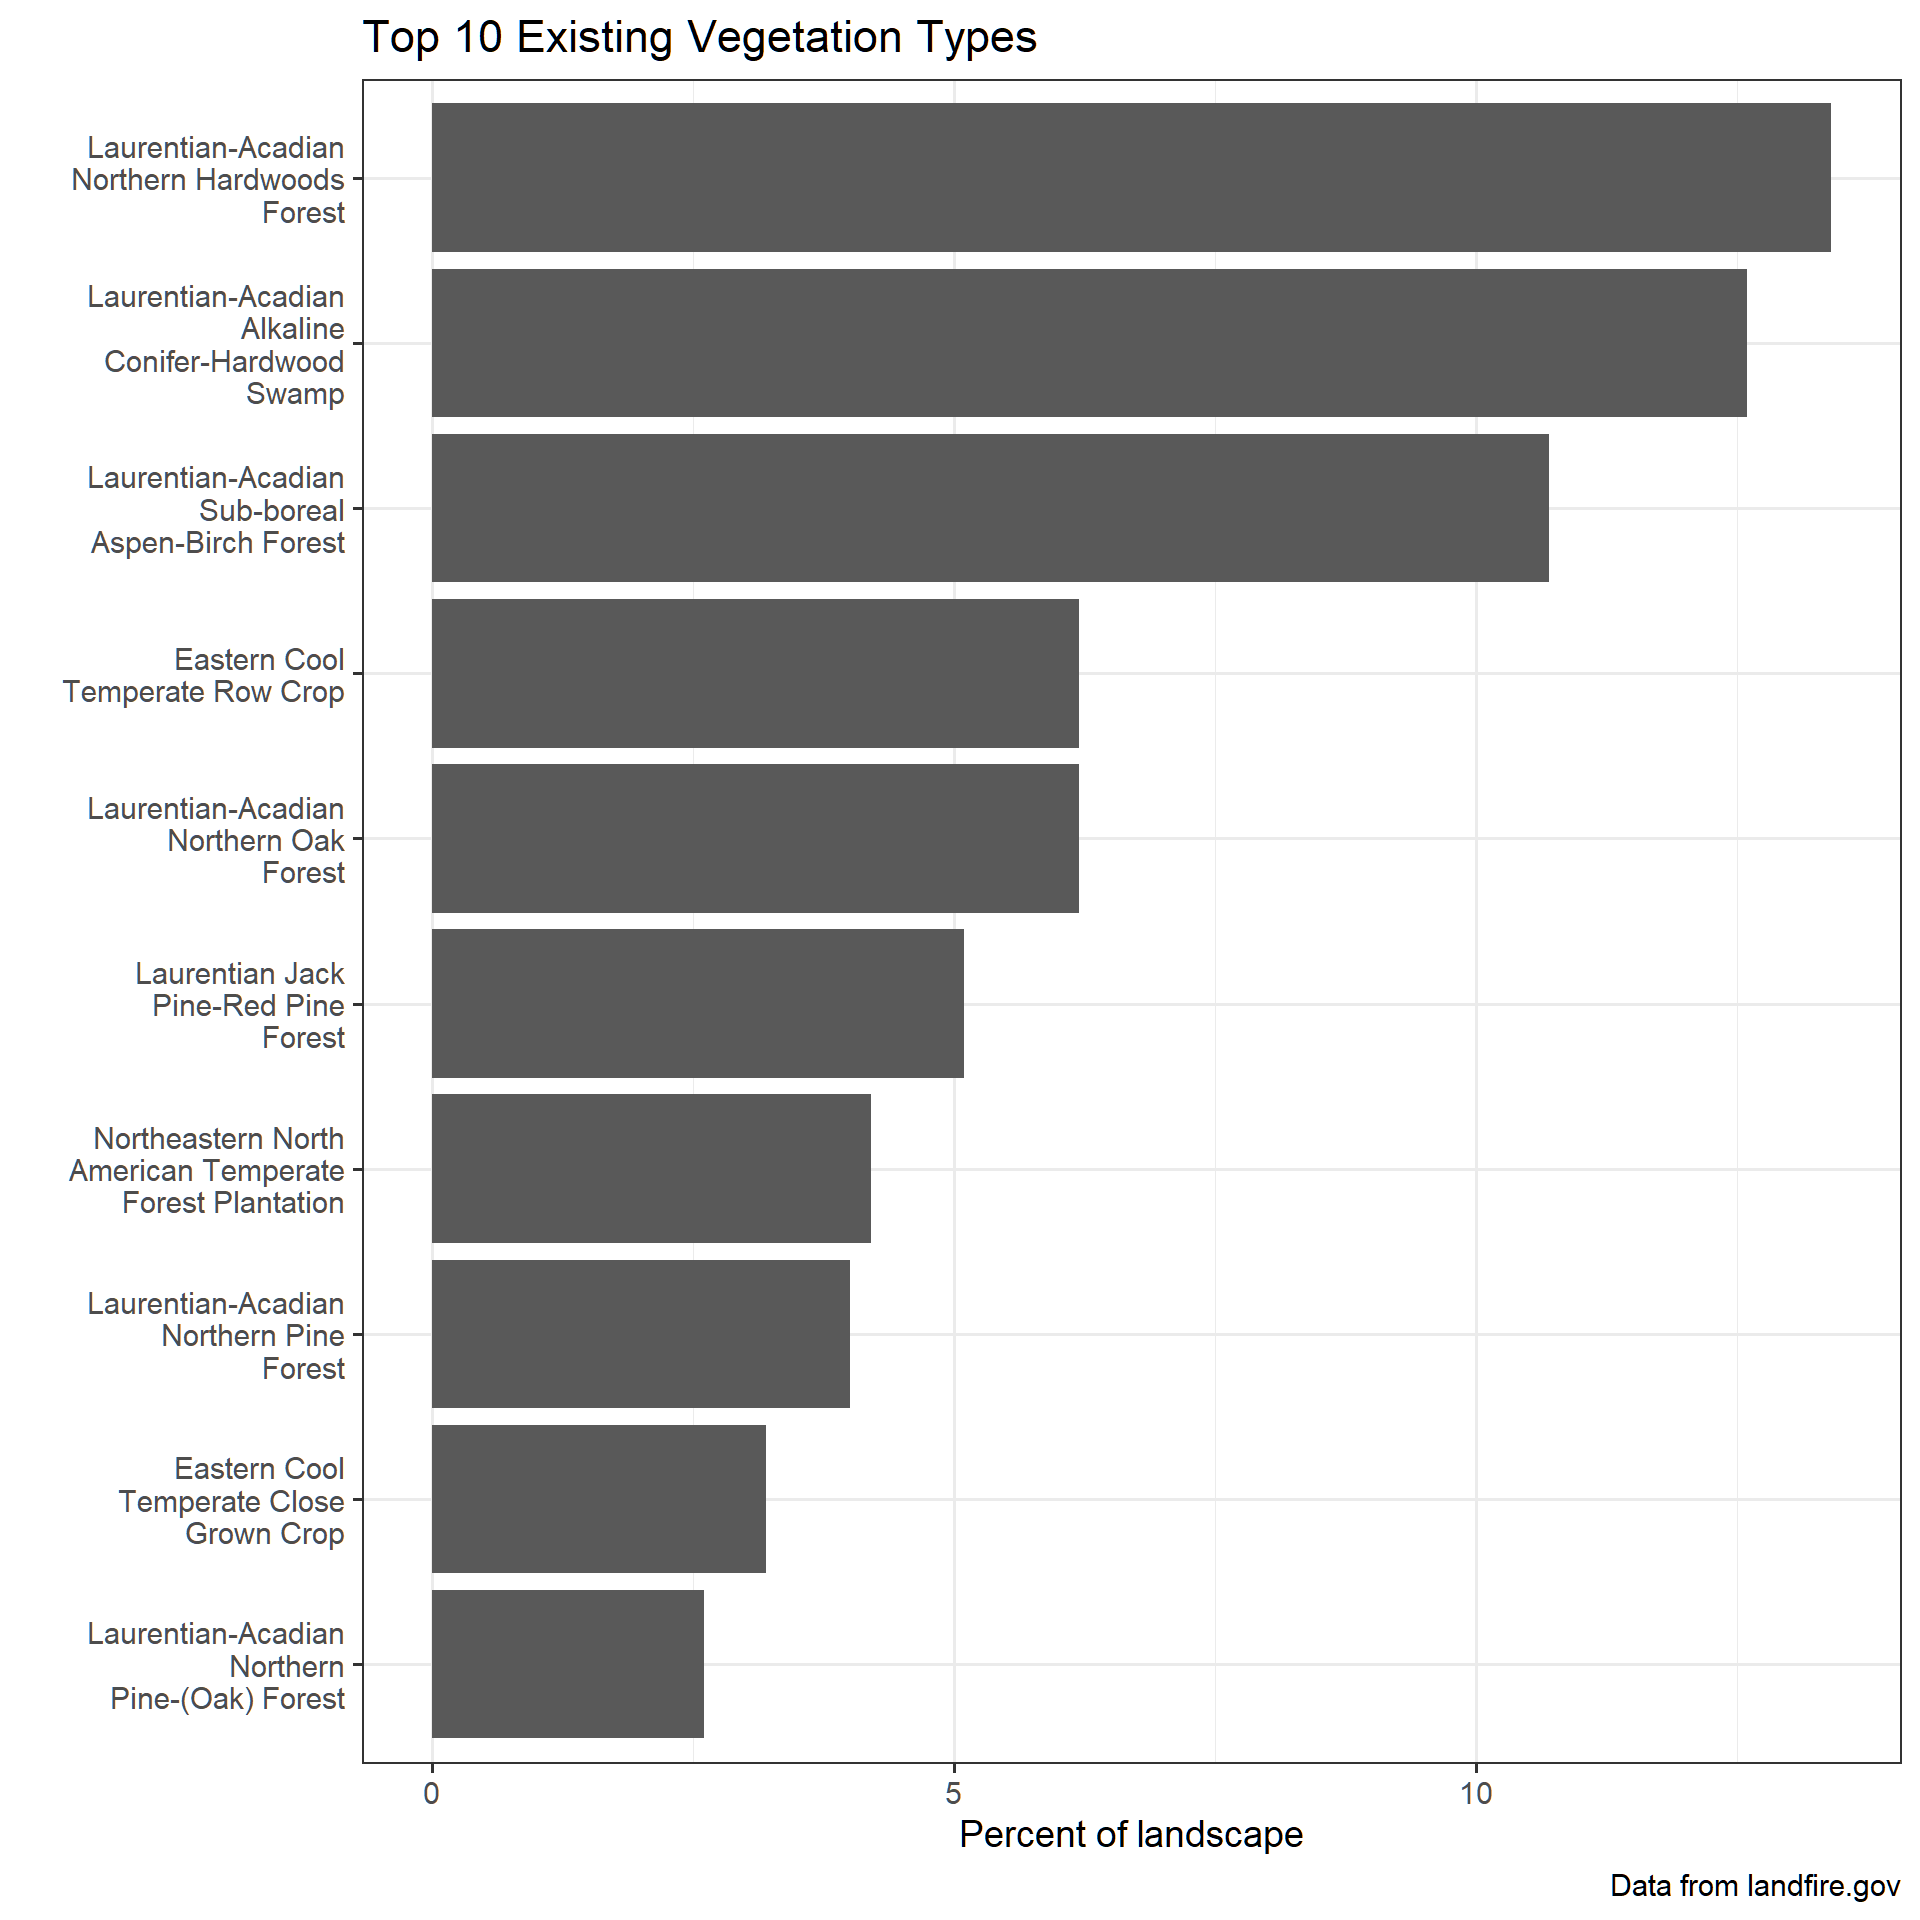 Top 10 Existing Vegetation Types
Laurentian-Acadian
Northern Hardwoods
Forest
Laurentian-Acadian
Alkaline
Conifer-Hardwood
Swamp
Laurentian-Acadian
Sub-boreal
Aspen-Birch Forest
Eastern Cool
Temperate Row Crop
Laurentian-Acadian
Northern Oak
Forest
Laurentian Jack
Pine-Red Pine
Forest
Northeastern North
American Temperate
Forest Plantation
Laurentian-Acadian
Northern Pine
Forest
Eastern Cool
Temperate Close
Grown Crop
Laurentian-Acadian
Northern
Pine-(Oak) Forest
0 5 10
Percent of landscape
Data from landfire.gov